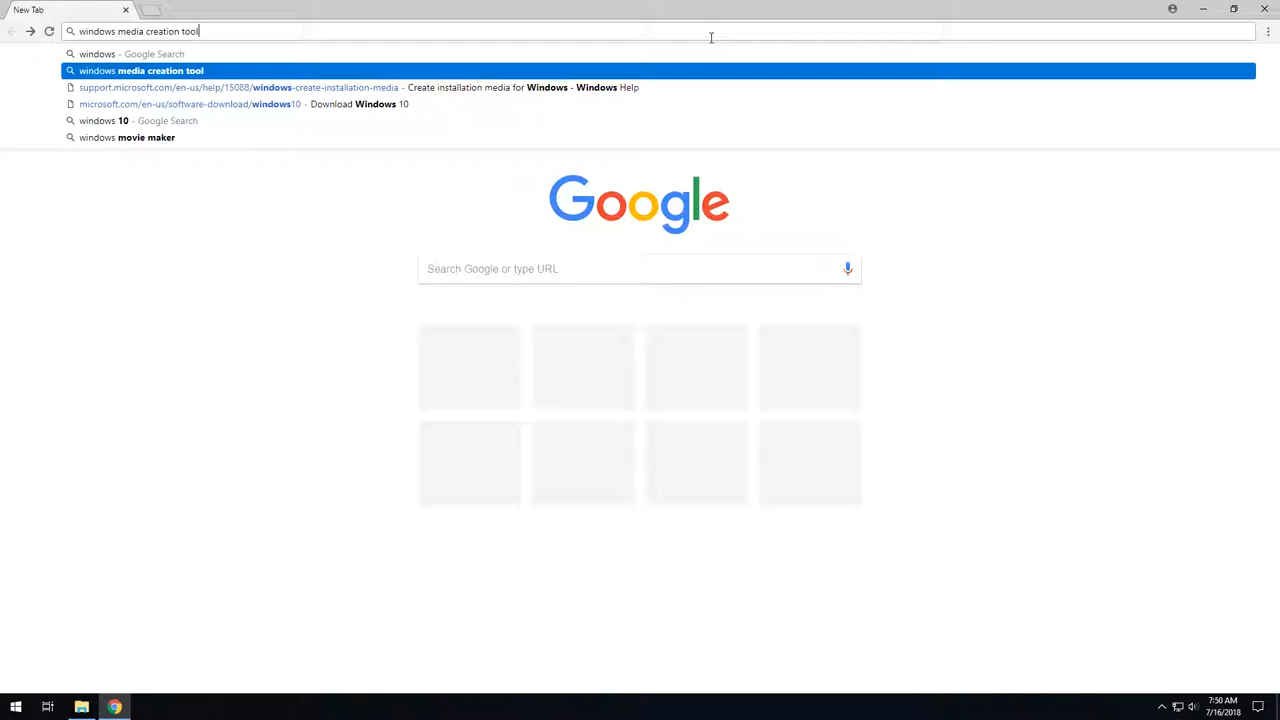 New Tab
windows media creation tool
windows - Google Search
windows media creation tool
support.microsoft.com/en-us/help/15088/windows-create-installation-media - Create installation media for Windows - Windows Help
microsoft.com/en-us/software-download/windows10 - Download Windows 10
windows 10 - Google Search
windows movie maker
Google
Search Google or type URL
7:50 AM
7/16/2018